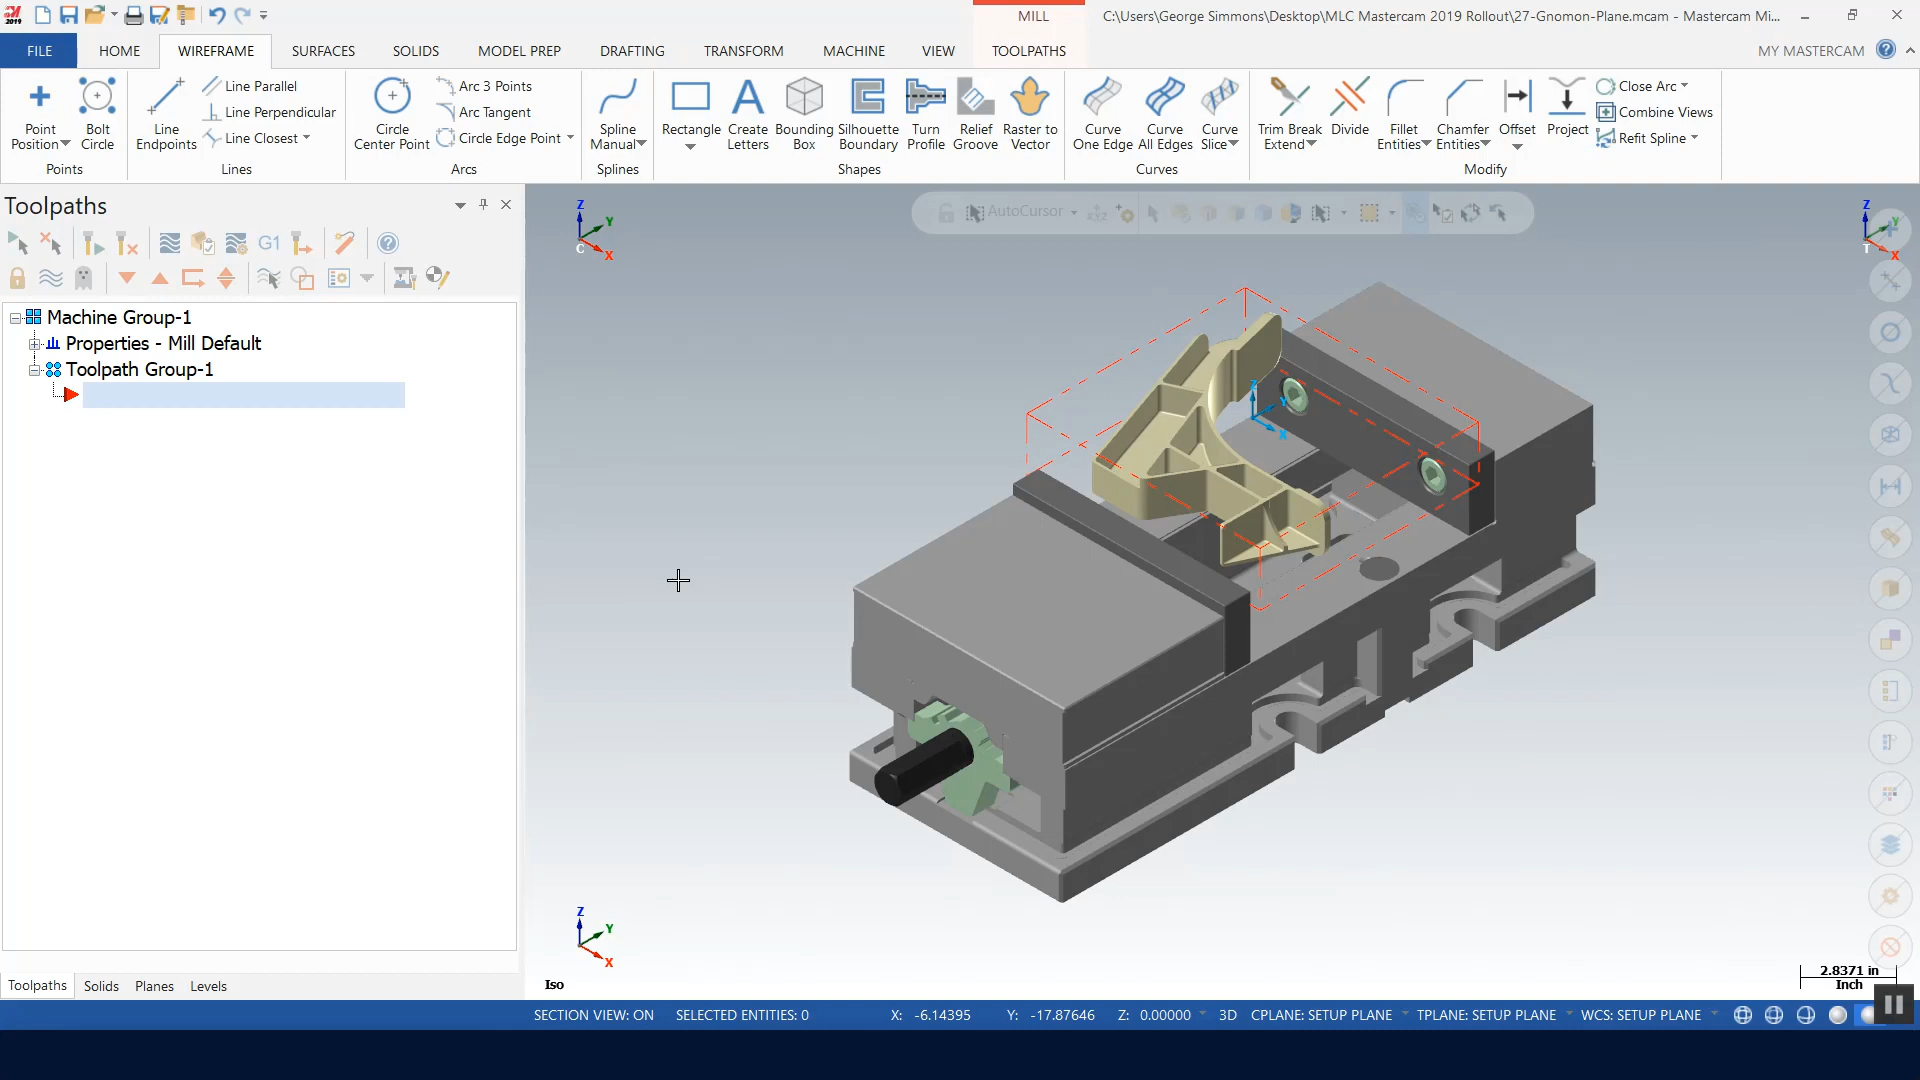 2019
MILL
C:\Users\George Simmons\Desktop\MLC Mastercam 2019 Rollout\27-Gnomon-Plane.mcam - Mastercam Mi...
FILE
HOME
WIREFRAME
SURFACES
SOLIDS
MODEL PREP
DRAFTING
TRANSFORM
MACHINE
VIEW
TOOLPATHS
MY MASTERCAM
Point
Position
Bolt
Circle
Points
Line
Endpoints
Line Parallel
Line Perpendicular
Line Closest
Lines
Circle
Center Point
Arc 3 Points
Arc Tangent
Circle Edge Point
Arcs
Spline
Manual
Splines
Rectangle
Create
Letters
Bounding
Box
Silhouette
Boundary
Turn
Profile
Relief
Groove
Raster to
Vector
Shapes
Curve
One Edge
Curve
All Edges
Curve
Slice
Curves
Trim Break
Extend
Divide
Fillet
Entities
Chamfer
Entities
Offset
Project
Close Arc
Combine Views
Refit Spline
Modify
Toolpaths
G1
Machine Group-1
Properties - Mill Default
Toolpath Group-1
Toolpaths
Solids
Planes
Levels
Z
Y
C
X
AutoCursor
XYZ
Z
Y
T
X
Z
Y
X
Z
Y
X
Iso
2.8371 in
Inch
SECTION VIEW: ON
SELECTED ENTITIES: 0
X: -6.14395
Y: -17.87646
Z: 0.00000
3D
CPLANE: SETUP PLANE
TPLANE: SETUP PLANE
WCS: SETUP PLANE